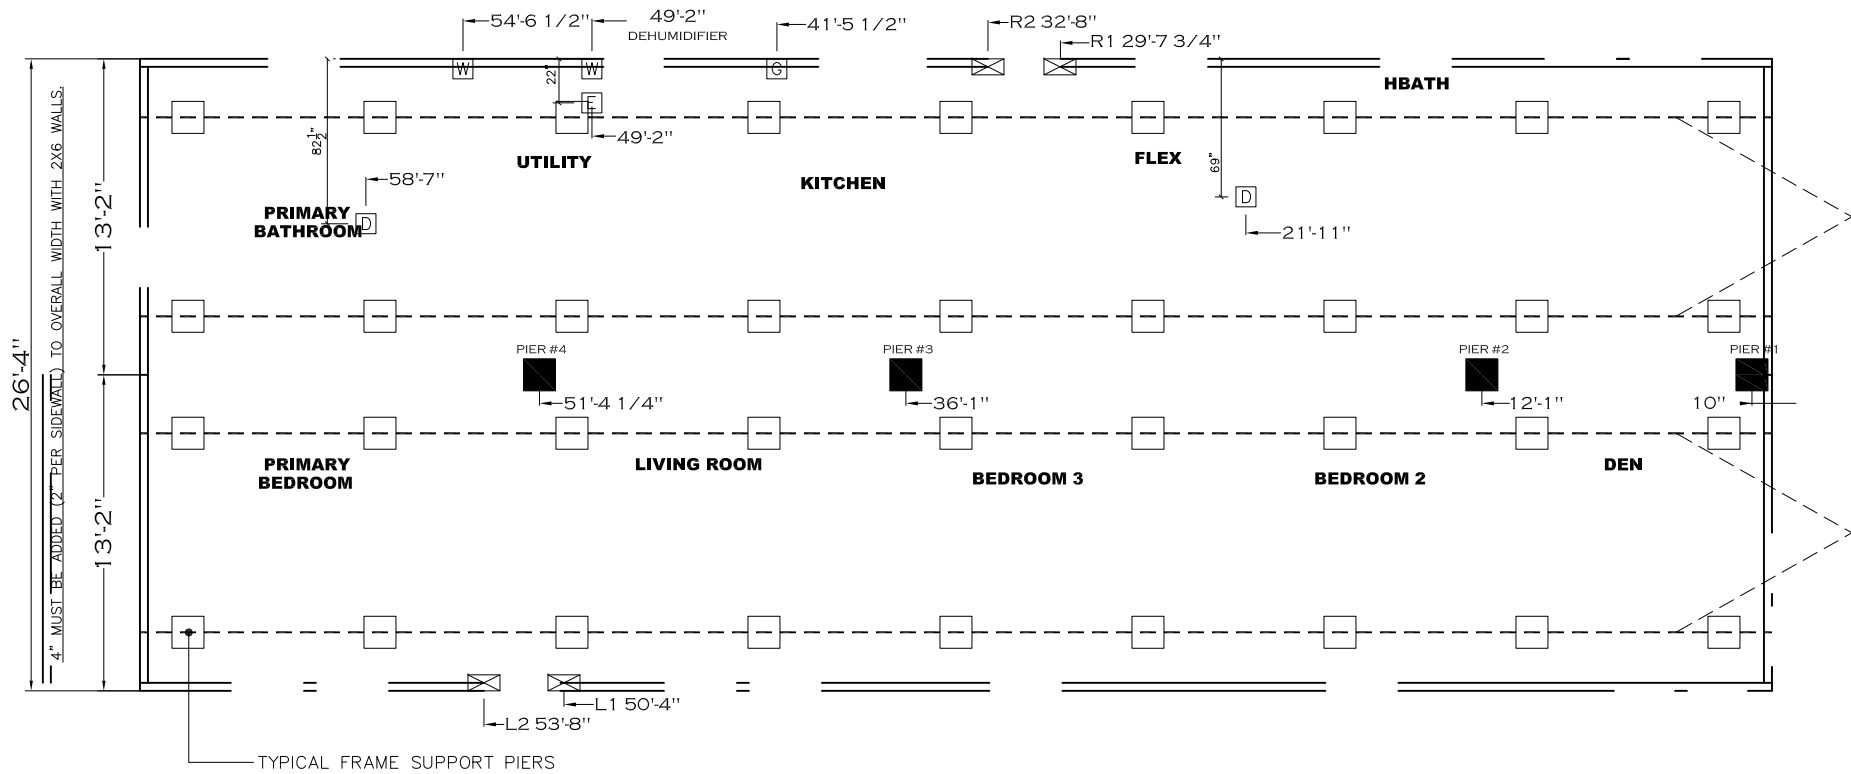 54'-6 1/2"
49'-2"
DEHUMIDIFIER
41'-5 1/2"
R2 32'-8"
R1 29'-7 3/4"
W
W
G
22"
E
HBATH
49'-2"
82 1/2"
UTILITY
FLEX
69"
KITCHEN
58'-7"
D
PRIMARY
BATHROOM
D
21'-11"
13'-2"
26'-4"
4" MUST BE ADDED (2" PER SIDEWALL) TO OVERALL WIDTH WITH 2X6 WALLS.
PIER #4
PIER #3
PIER #2
PIER #1
51'-4 1/4"
36'-1"
12'-1"
10"
PRIMARY
BEDROOM
LIVING ROOM
BEDROOM 3
BEDROOM 2
DEN
13'-2"
L1 50'-4"
L2 53'-8"
TYPICAL FRAME SUPPORT PIERS